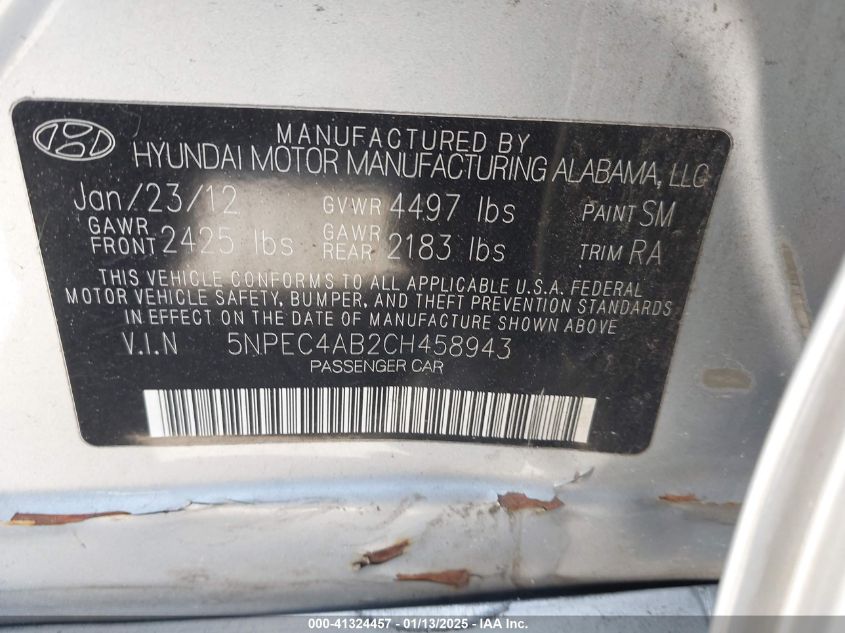 MANUFACTURED BY
HYUNDAI MOTOR MANUFACTURING ALABAMA, LLC
Jan/23/12 GVWR 4497 lbs PAINT SM
GAWR FRONT 2425 lbs GAWR REAR 2183 lbs TRIM RA
THIS VEHICLE CONFORMS TO ALL APPLICABLE U.S.A. FEDERAL
MOTOR VEHICLE SAFETY, BUMPER, AND THEFT PREVENTION STANDARDS
IN EFFECT ON THE DATE OF MANUFACTURE SHOWN ABOVE.
V.I.N 5NPEC4AB2CH458943
PASSENGER CAR
000-41324457 - 01/13/2025 - IAAI - 513